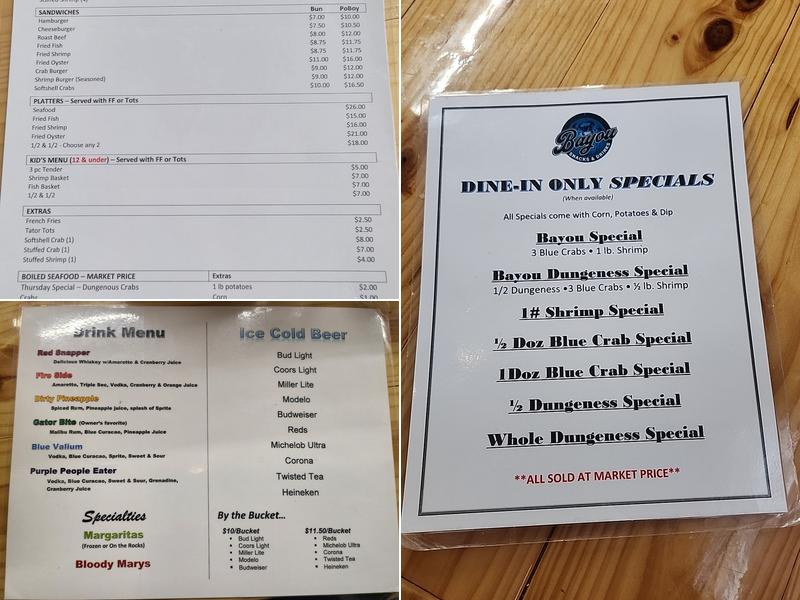 SANDWICHES Bun PoBoy
Hamburger $7.00 $10.00
Cheeseburger $7.50 $10.50
Roast Beef $8.00 $12.00
Fried Fish $8.75 $11.75
Fried Shrimp $8.75 $11.75
Fried Oyster $11.00 $16.00
Crab Burger $9.00 $12.00
Shrimp Burger (Seasoned) $9.00 $12.00
Softshell Crabs $10.00 $16.50
PLATTERS – Served with FF or Tots
Seafood $26.00
Fried Fish $15.00
Fried Shrimp $16.00
Fried Oyster $21.00
1/2 & 1/2 - Choose any 2 $18.00
KID'S MENU (12 & under) – Served with FF or Tots
3 pc Tender $5.00
Shrimp Basket $7.00
Fish Basket $7.00
1/2 & 1/2 $7.00
EXTRAS
French Fries $2.50
Tator Tots $2.50
Softshell Crab (1) $8.00
Stuffed Crab (1) $7.00
Stuffed Shrimp (1) $4.00
BOILED SEAFOOD – MARKET PRICE Extras
Thursday Special – Dungenous Crabs 1 lb potatoes $2.00
Crabs Corn $1.00
Drink Menu
Red Snapper
Delicious Whiskey w/Amaretto & Cranberry Juice
Fire Side
Amaretto, Triple Sec, Vodka, Cranberry & Orange Juice
Dirty Pineapple
Spiced Rum, Pineapple juice, splash of Sprite
Gator Bite (Owner's favorite)
Malibu Rum, Blue Curacao, Pineapple Juice
Blue Valium
Vodka, Blue Curacao, Sprite, Sweet & Sour
Purple People Eater
Vodka, Blue Curacao, Sweet & Sour, Grenadine,
Cranberry Juice
Specialties
Margaritas
(Frozen or On the Rocks)
Bloody Marys
Ice Cold Beer
Bud Light
Coors Light
Miller Lite
Modelo
Budweiser
Reds
Michelob Ultra
Corona
Twisted Tea
Heineken
By the Bucket...
$10/Bucket
• Bud Light
• Coors Light
• Miller Lite
• Modelo
• Budweiser
$11.50/Bucket
• Reds
• Michelob Ultra
• Corona
• Twisted Tea
• Heineken
Bayou
SNACKS & DRINKS
DINE-IN ONLY SPECIALS
(When available)
All Specials come with Corn, Potatoes & Dip
Bayou Special
3 Blue Crabs • 1 lb. Shrimp
Bayou Dungeness Special
1/2 Dungeness •3 Blue Crabs • ½ lb. Shrimp
1# Shrimp Special
½ Doz Blue Crab Special
1Doz Blue Crab Special
½ Dungeness Special
Whole Dungeness Special
**ALL SOLD AT MARKET PRICE**